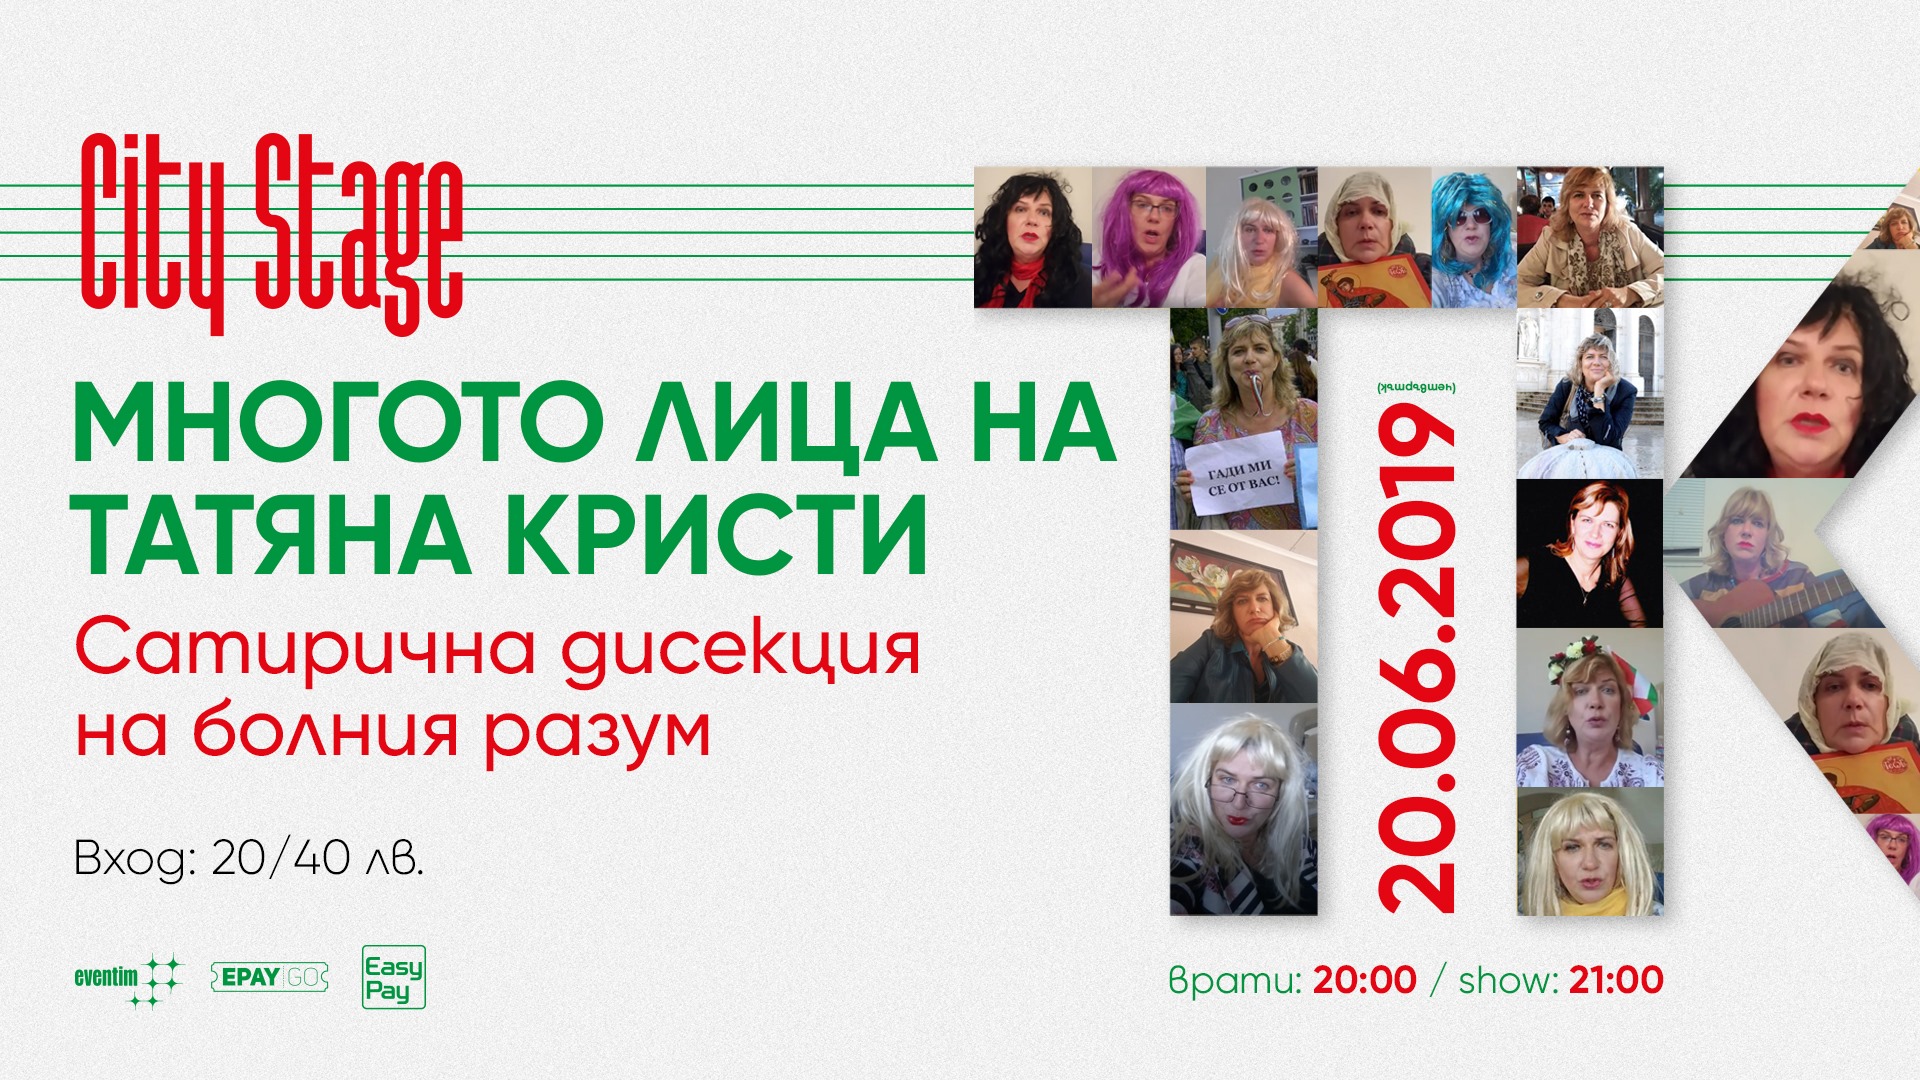 City Stage
МНОГОТО ЛИЦА НА
ТАТЯНА КРИСТИ
Сатирична дисекция
на болния разум
Вход: 20/40 лв.
eventim
EPAY GO
Easy
Pay
ГАДИ МИ
СЕ ОТ ВАС!
20.06.2019
(четвъртък)
врати: 20:00 / show: 21:00